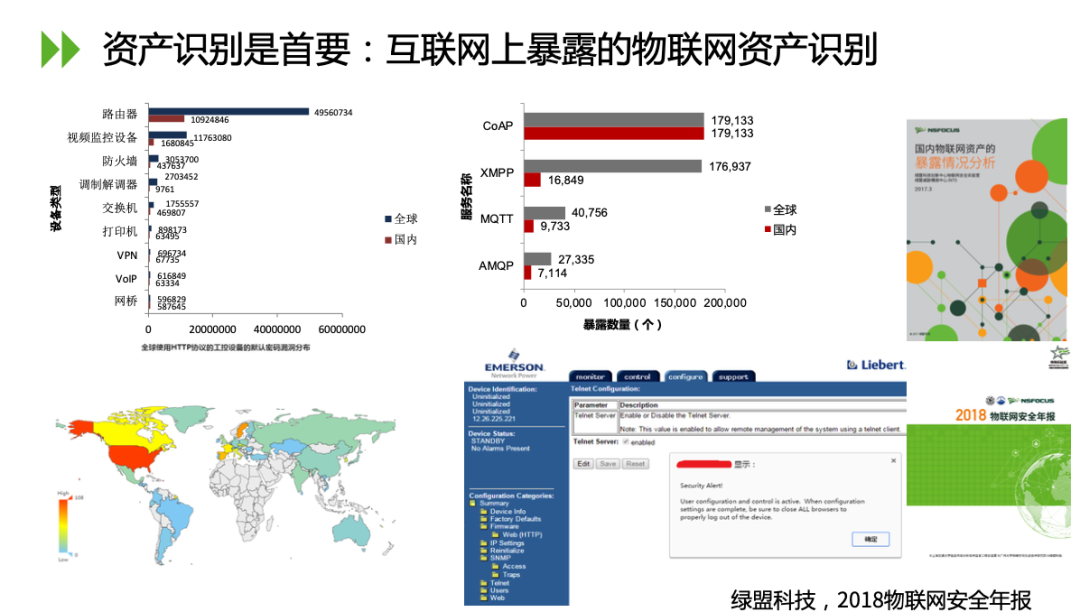 资产识别是首要：互联网上暴露的物联网资产识别
设备类型
路由器
49560734
10924846
视频监控设备
11763080
1680845
防火墙
3053700
437637
调制解调器
2703452
9761
交换机
1755557
469807
打印机
898173
63495
VPN
696734
67735
VoIP
616849
63334
网桥
596829
587645
0 20000000 40000000 60000000
全球
国内
全球使用HTTP协议的工控设备的默认密码漏洞分布
服务名称
CoAP
179,133
179,133
XMPP
176,937
16,849
MQTT
40,756
9,733
AMQP
27,335
7,114
0 50,000 100,000 150,000 200,000
暴露数量（个）
全球
国内
NSFOCUS
国内物联网资产的
暴露情况分析
2017.3
High
Low
0
EMERSON
Network Power
Liebert
monitor control configure support
Device Identification:
Uninitialized
Uninitialized
Uninitialized
12.26.225.221
Device Status:
STANDBY
No Alarms Present
Configuration Categories:
Summary
Device Info
Factory Defaults
Firmware
Web (HTTP)
IP Settings
Reinitialize
SNMP
Access
Traps
Telnet
Users
Web
Telnet Configuration:
Parameter Description
Telnet Server Enable or Disable the Telnet Server.
Note: This value is enabled to allow remote management of the system using a telnet client.
Telnet Server: enabled
Edit Save Reset
显示：
Security Alert!
User configuration and control is active. When configuration
settings are complete, be sure to close ALL browsers to
properly log out of the device.
确定
NSFOCUS
2018 物联网安全年报
绿盟科技，2018物联网安全年报